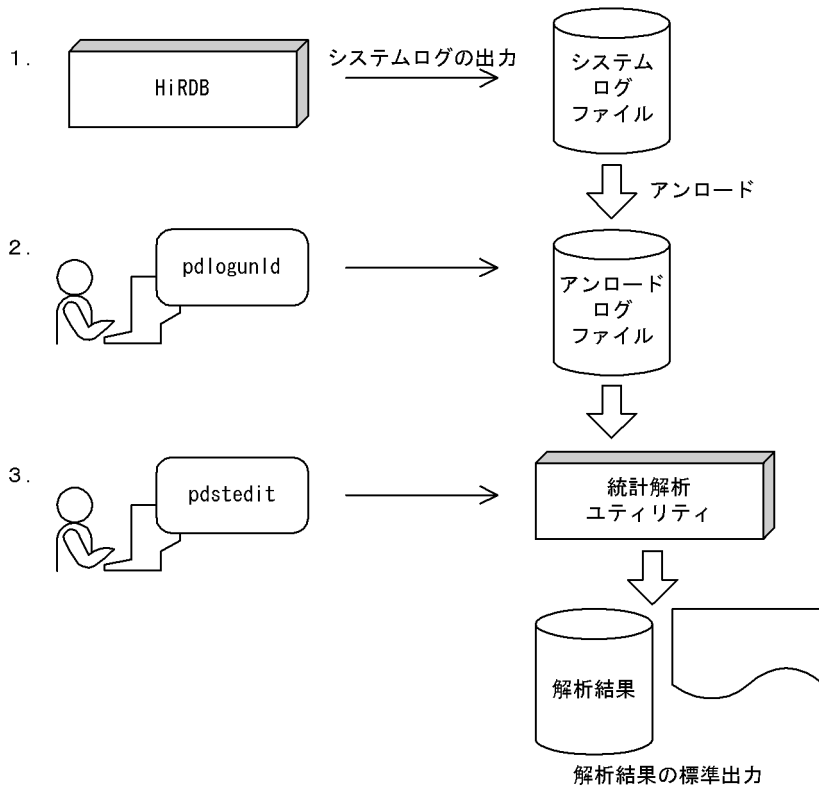 1.
HiRDB
システムログの出力
システム
ログ
ファイル
アンロード
2.
pdlogunld
アンロード
ログ
ファイル
3.
pdstedit
統計解析
ユティリティ
解析結果
解析結果の標準出力